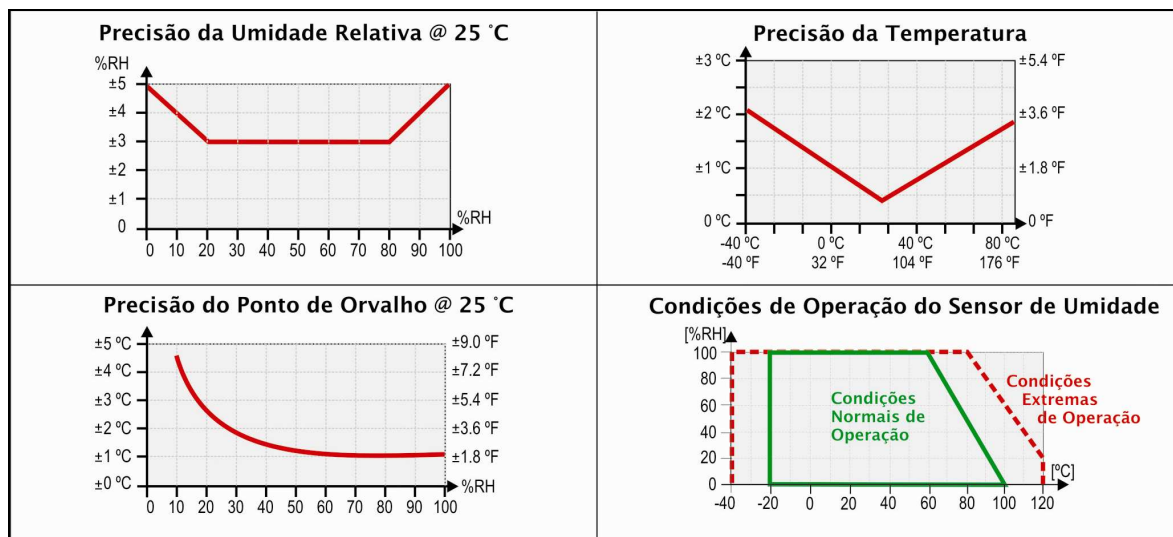 Precisão da Umidade Relativa @ 25 °C
%RH
±5
±4
±3
±2
±1
0
%RH
0 10 20 30 40 50 60 70 80 90 100
Precisão da Temperatura
±3 ºC ±5.4 ºF
±2 ºC ±3.6 ºF
±1 ºC ±1.8 ºF
0 ºC 0 ºF
-40 ºC 0 ºC 40 ºC 80 ºC
-40 ºF 32 ºF 104 ºF 176 ºF
Precisão do Ponto de Orvalho @ 25 °C
±5 ºC ±9.0 ºF
±4 ºC ±7.2 ºF
±3 ºC ±5.4 ºF
±2 ºC ±3.6 ºF
±1 ºC ±1.8 ºF
±0 ºC %RH
0 10 20 30 40 50 60 70 80 90 100
Condições de Operação do Sensor de Umidade
[%RH]
100
80
60
40
20
0
Condições
Normais de
Operação
Condições
Extremas
de Operação
[ºC]
-40 -20 0 20 40 60 80 100 120